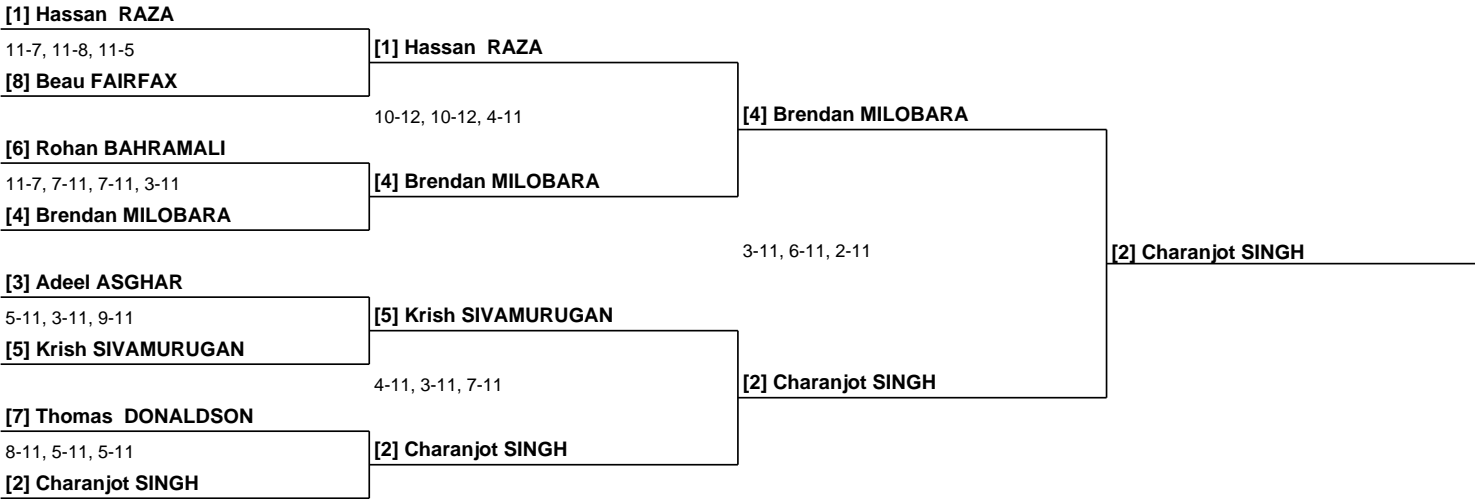 [1] Hassan  RAZA
11-7, 11-8, 11-5
[8] Beau FAIRFAX
[6] Rohan BAHRAMALI
11-7, 7-11, 7-11, 3-11
[4] Brendan MILOBARA
[3] Adeel ASGHAR
5-11, 3-11, 9-11
[5] Krish SIVAMURUGAN
[7] Thomas  DONALDSON
8-11, 5-11, 5-11
[2] Charanjot SINGH
[1] Hassan  RAZA
10-12, 10-12, 4-11
[4] Brendan MILOBARA
[5] Krish SIVAMURUGAN
4-11, 3-11, 7-11
[2] Charanjot SINGH
[4] Brendan MILOBARA
3-11, 6-11, 2-11
[2] Charanjot SINGH
[2] Charanjot SINGH